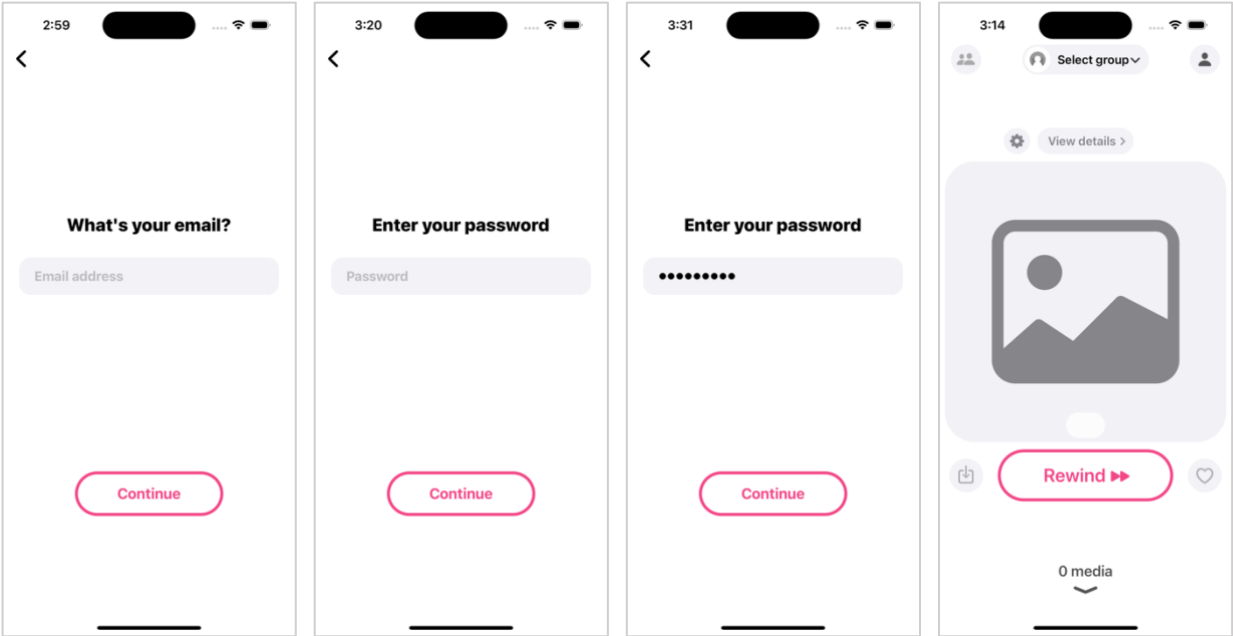 2:59
What's your email?
Email address
Continue
3:20
Enter your password
Password
Continue
3:31
Enter your password
•••••••••
Continue
3:14
Select group
View details
Rewind
0 media